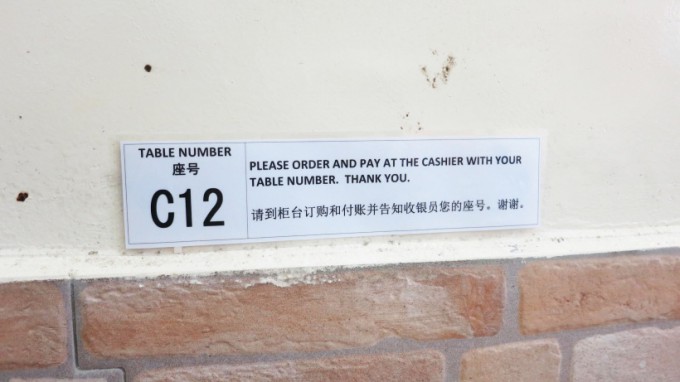 TABLE NUMBER
座号
C12
PLEASE ORDER AND PAY AT THE CASHIER WITH YOUR
TABLE NUMBER. THANK YOU.
请到柜台订购和付账并告知收银员您的座号。谢谢。